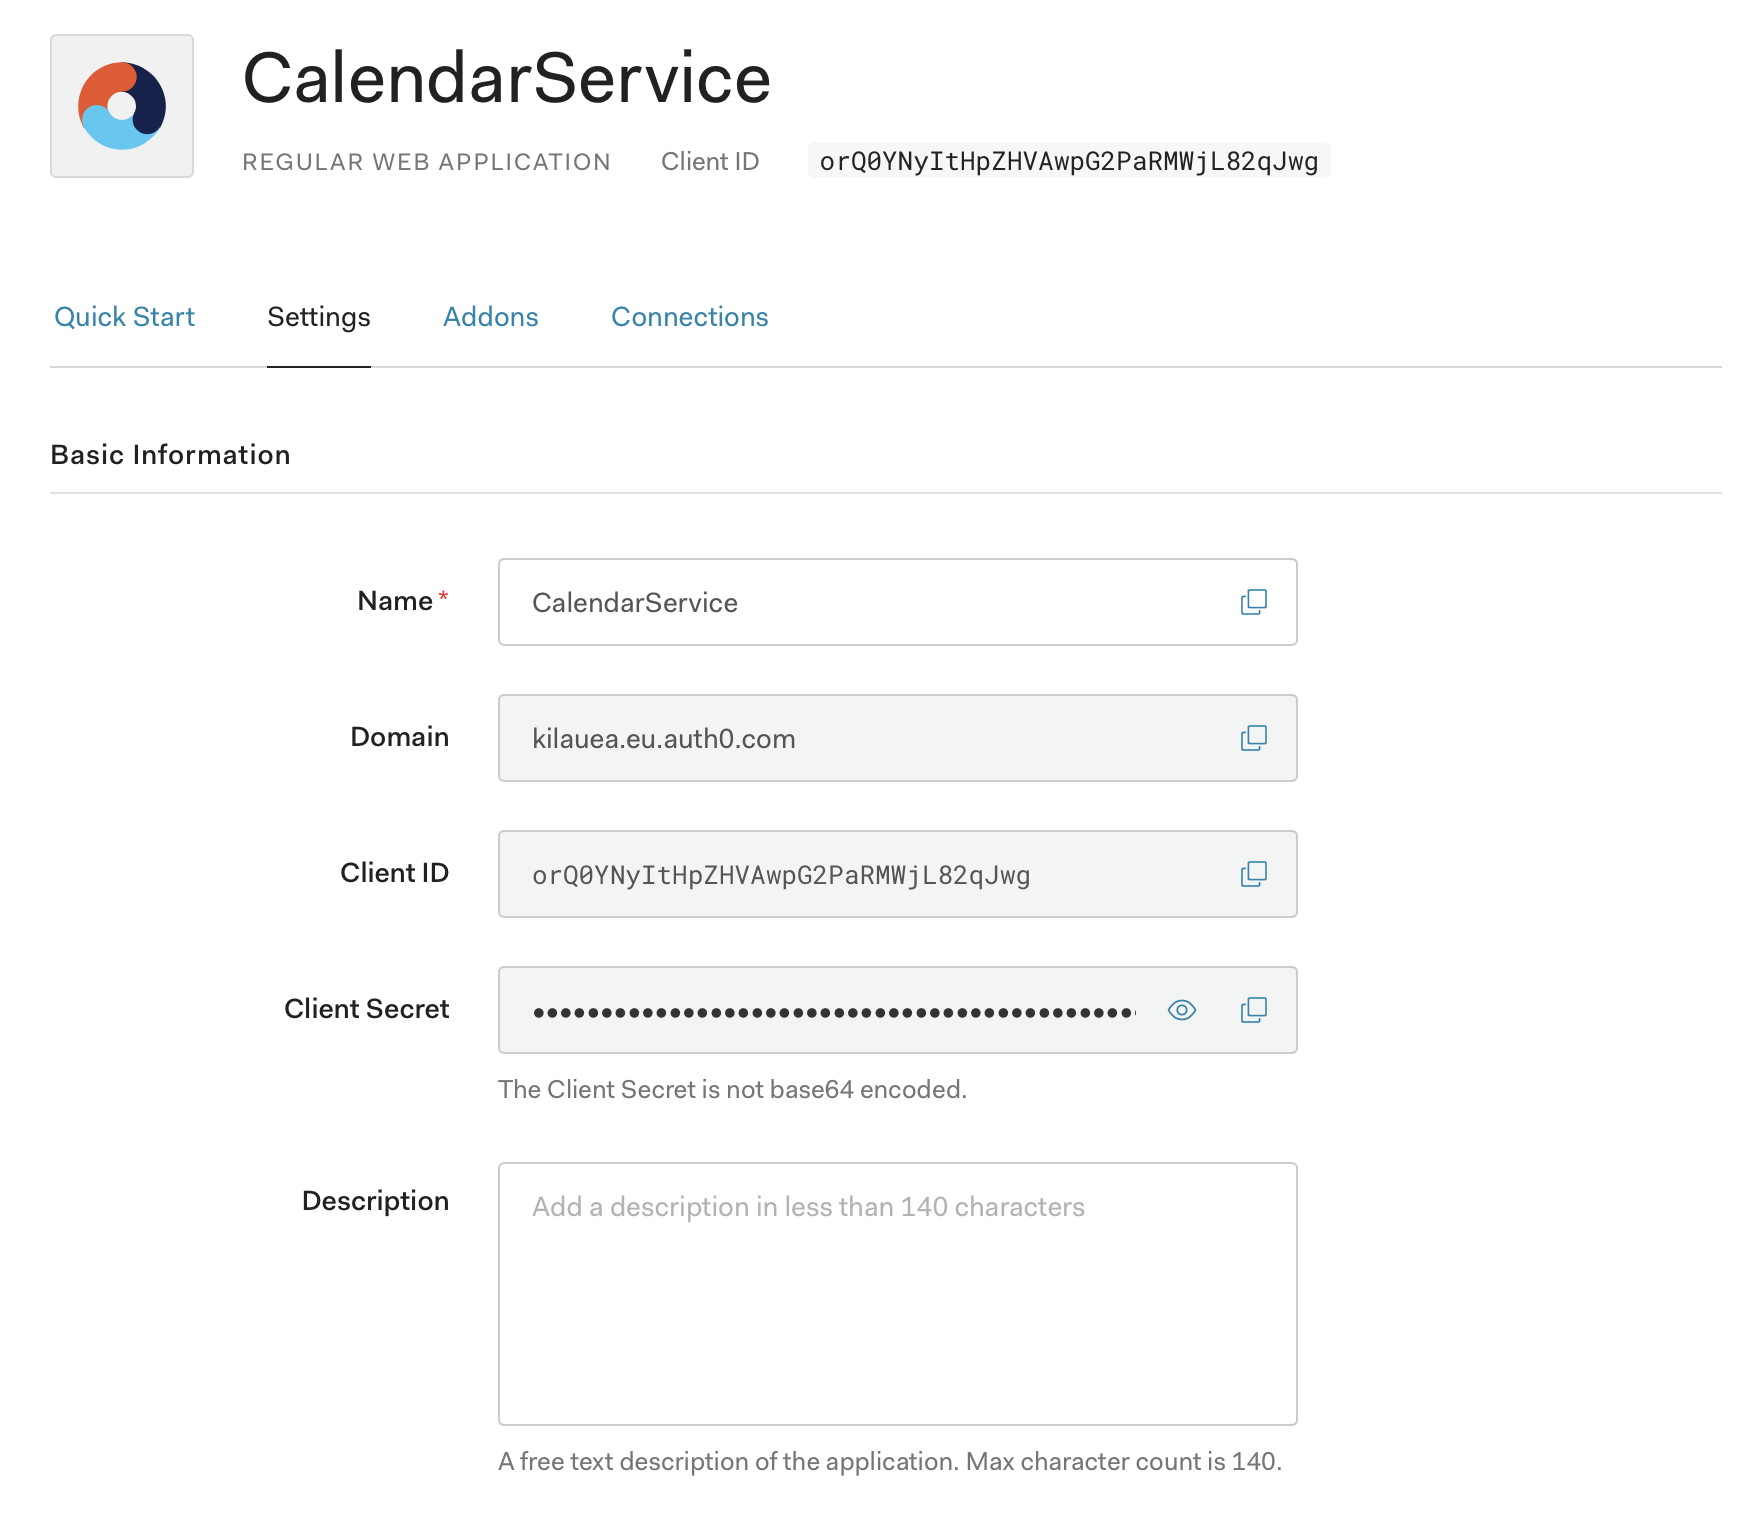 CalendarService
REGULAR WEB APPLICATION Client ID orQ0YNyItHpZHVAwpG2PaRMWjL82qJwg
Quick Start Settings Addons Connections
Basic Information
Name * CalendarService
Domain kilauea.eu.auth0.com
Client ID orQ0YNyItHpZHVAwpG2PaRMWjL82qJwg
Client Secret
The Client Secret is not base64 encoded.
Description Add a description in less than 140 characters
A free text description of the application. Max character count is 140.